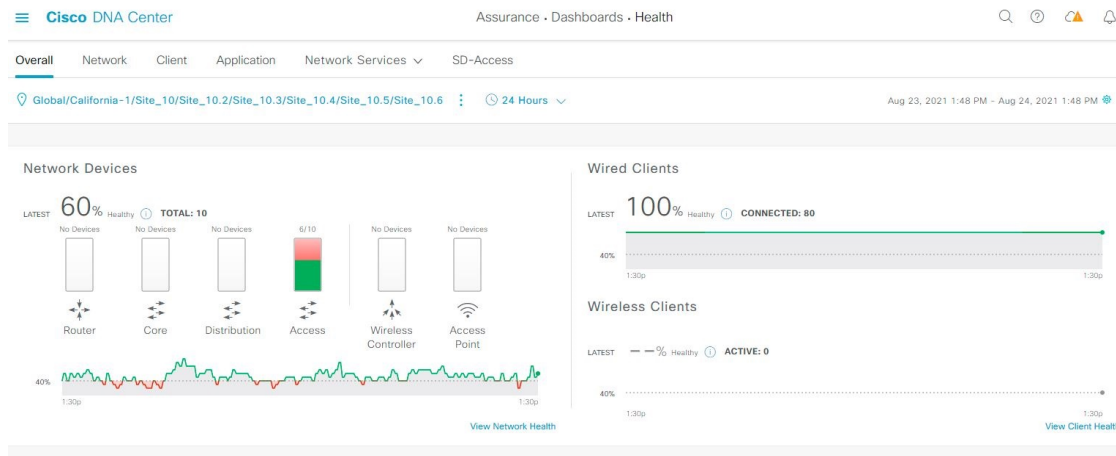 Cisco DNA Center
Assurance • Dashboards • Health
Overall Network Client Application Network Services SD-Access
Global/California-1/Site_10/Site_10.2/Site_10.3/Site_10.4/Site_10.5/Site_10.6
24 Hours
Aug 23, 2021 1:48 PM - Aug 24, 2021 1:48 PM
Network Devices
LATEST 60% Healthy TOTAL: 10
No Devices No Devices No Devices 6/10 No Devices No Devices
Router Core Distribution Access Wireless Controller Access Point
40%
1:30p 1:30p
View Network Health
Wired Clients
LATEST 100% Healthy CONNECTED: 80
40%
1:30p 1:30p
Wireless Clients
LATEST --% Healthy ACTIVE: 0
40%
1:30p 1:30p
View Client Healt